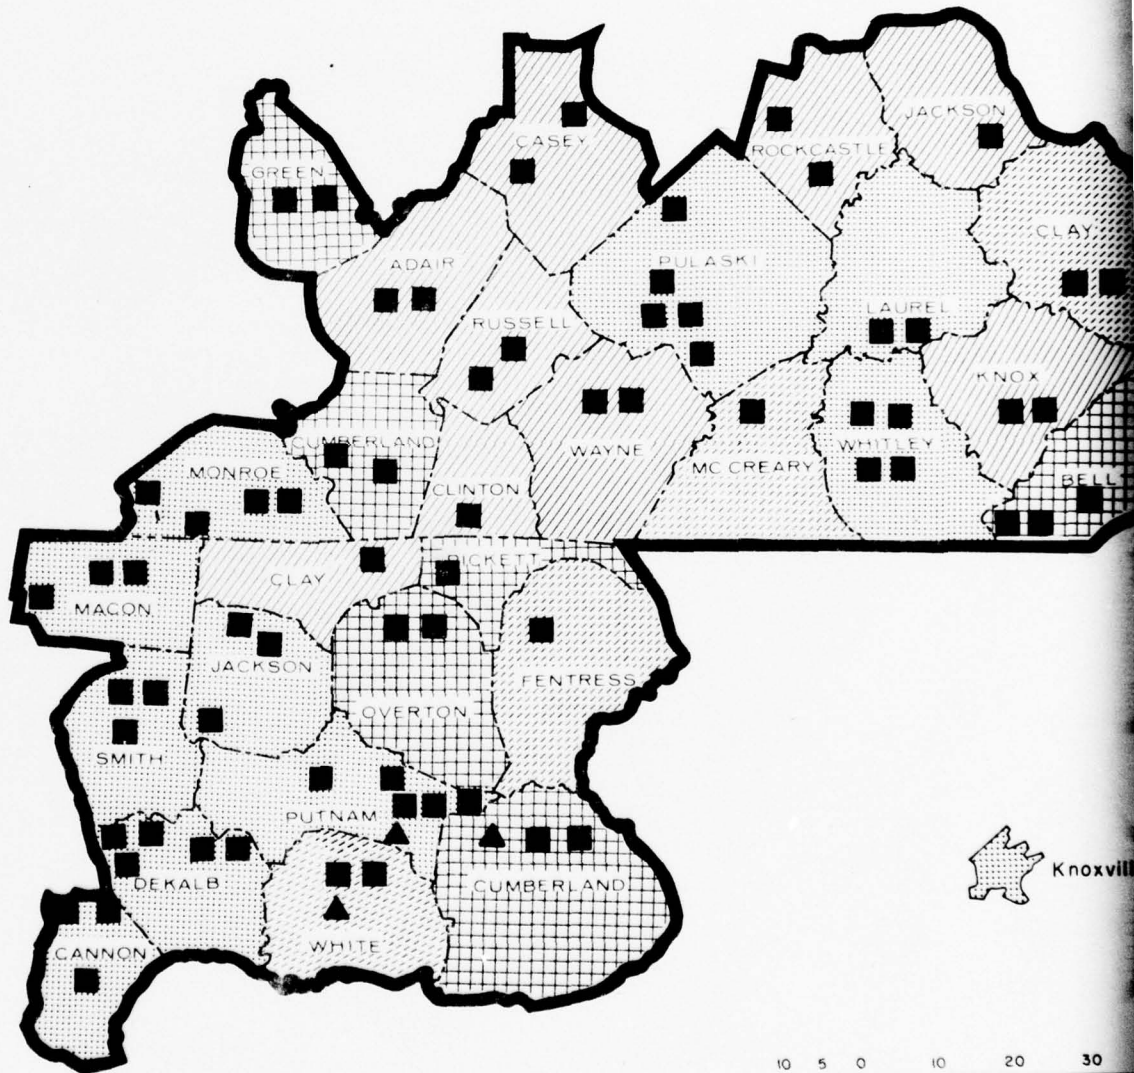 JACKSON
CASEY
ROCKCASTLE
GREEN
CLAY
ADAIR
PULASKI
LAUREL
RUSSELL
KNOX
CUMBERLAND
WAYNE
WHITLEY
MONROE
MC CREARY
CLINTON
BELL
PICKETT
CLAY
MACON
JACKSON
FENTRESS
OVERTON
SMITH
PUTNAM
Knoxvill
DEKALB
CUMBERLAND
WHITE
CANNON
10 5 0 10 20 30